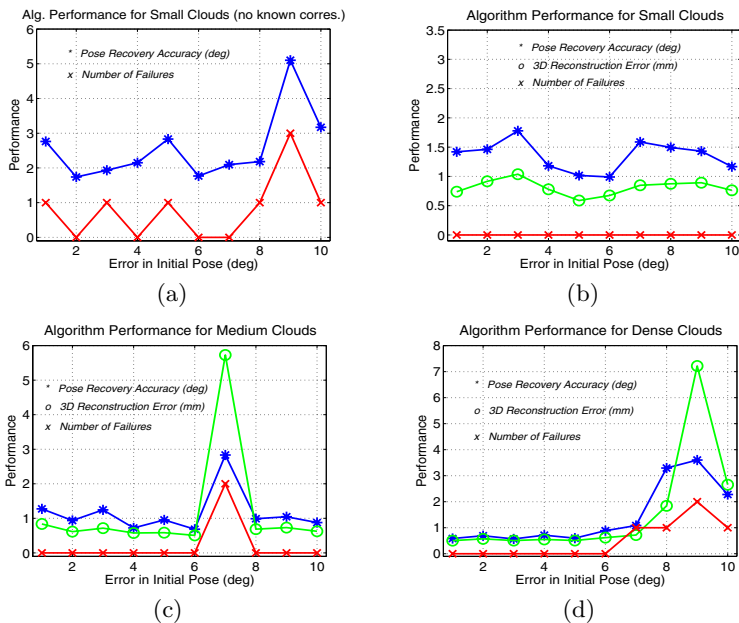 Alg. Performance for Small Clouds (no known corres.)
6
5
4
3
2
1
0
Performance
* Pose Recovery Accuracy (deg)
x Number of Failures
2 4 6 8 10
Error in Initial Pose (deg)
(a)
Algorithm Performance for Small Clouds
3.5
3
2.5
2
1.5
1
0.5
0
Performance
* Pose Recovery Accuracy (deg)
o 3D Reconstruction Error (mm)
x Number of Failures
2 4 6 8 10
Error in Initial Pose (deg)
(b)
Algorithm Performance for Medium Clouds
6
5
4
3
2
1
0
Performance
* Pose Recovery Accuracy (deg)
o 3D Reconstruction Error (mm)
x Number of Failures
2 4 6 8 10
Error in Initial Pose (deg)
(c)
Algorithm Performance for Dense Clouds
8
7
6
5
4
3
2
1
0
Performance
* Pose Recovery Accuracy (deg)
o 3D Reconstruction Error (mm)
x Number of Failures
2 4 6 8 10
Error in Initial Pose (deg)
(d)